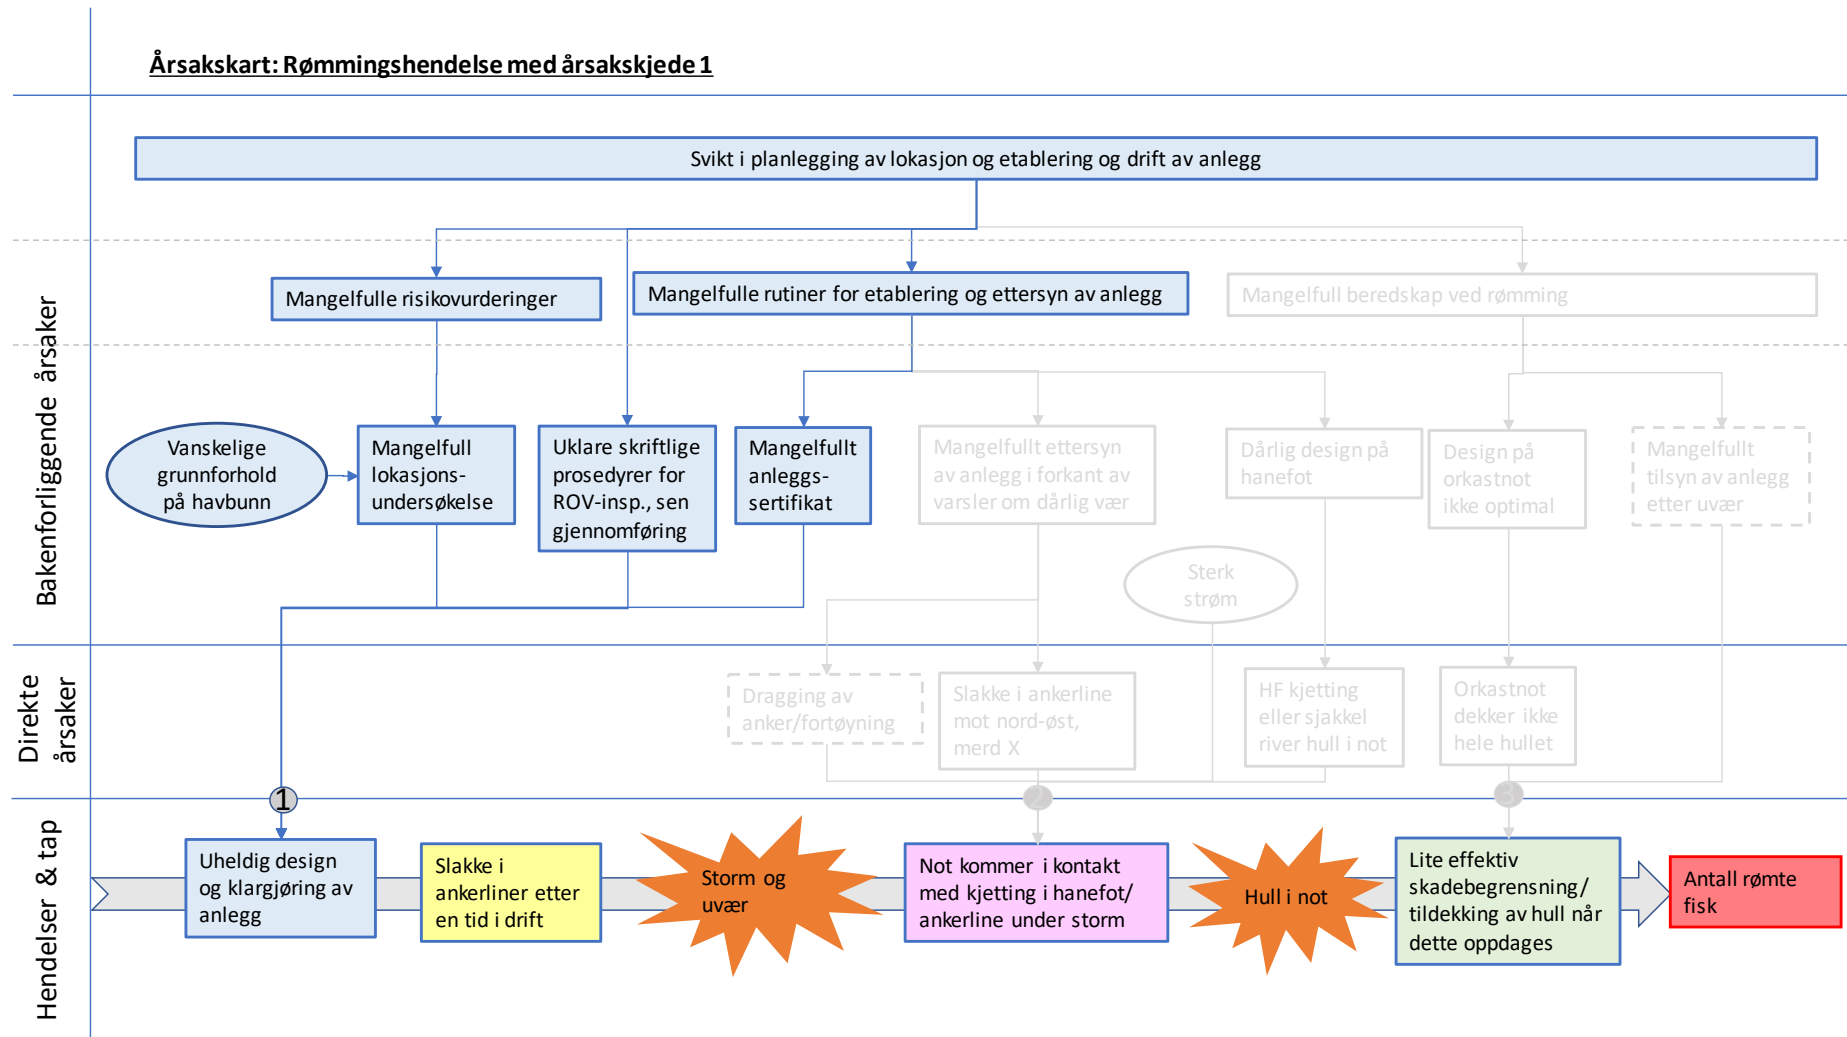 Årsakskart: Rømmingshendelse med årsakskjede 1
Svikt i planlegging av lokasjon og etablering og drift av anlegg
Bakenforliggende årsaker
Mangelfulle risikovurderinger
Mangelfulle rutiner for etablering og ettersyn av anlegg
Mangelfull beredskap ved rømming
Vanskelige
grunnforhold
på havbunn
Mangelfull
lokasjons-
undersøkelse
Uklare skriftlige
prosedyrer for
ROV-insp., sen
gjennomføring
Mangelfullt
anleggs-
sertifikat
Mangelfullt ettersyn
av anlegg i forkant av
varsler om dårlig vær
Dårlig design på
hanefot
Design på
orkastnot
ikke optimal
Mangelfullt
tilsyn av anlegg
etter uvær
Sterk
strøm
Direkte
årsaker
Dragging av
anker/fortøyning
Slakke i ankerline
mot nord-øst,
merd X
HF kjetting
eller sjakkel
river hull i not
Orkastnot
dekker ikke
hele hullet
1
2
3
Hendelser & tap
Uheldig design
og klargjøring av
anlegg
Slakke i
ankerliner etter
en tid i drift
Storm og
uvær
Not kommer i kontakt
med kjetting i hanefot/
ankerline under storm
Hull i not
Lite effektiv
skadebegrensning/
tildekking av hull når
dette oppdages
Antall rømte
fisk